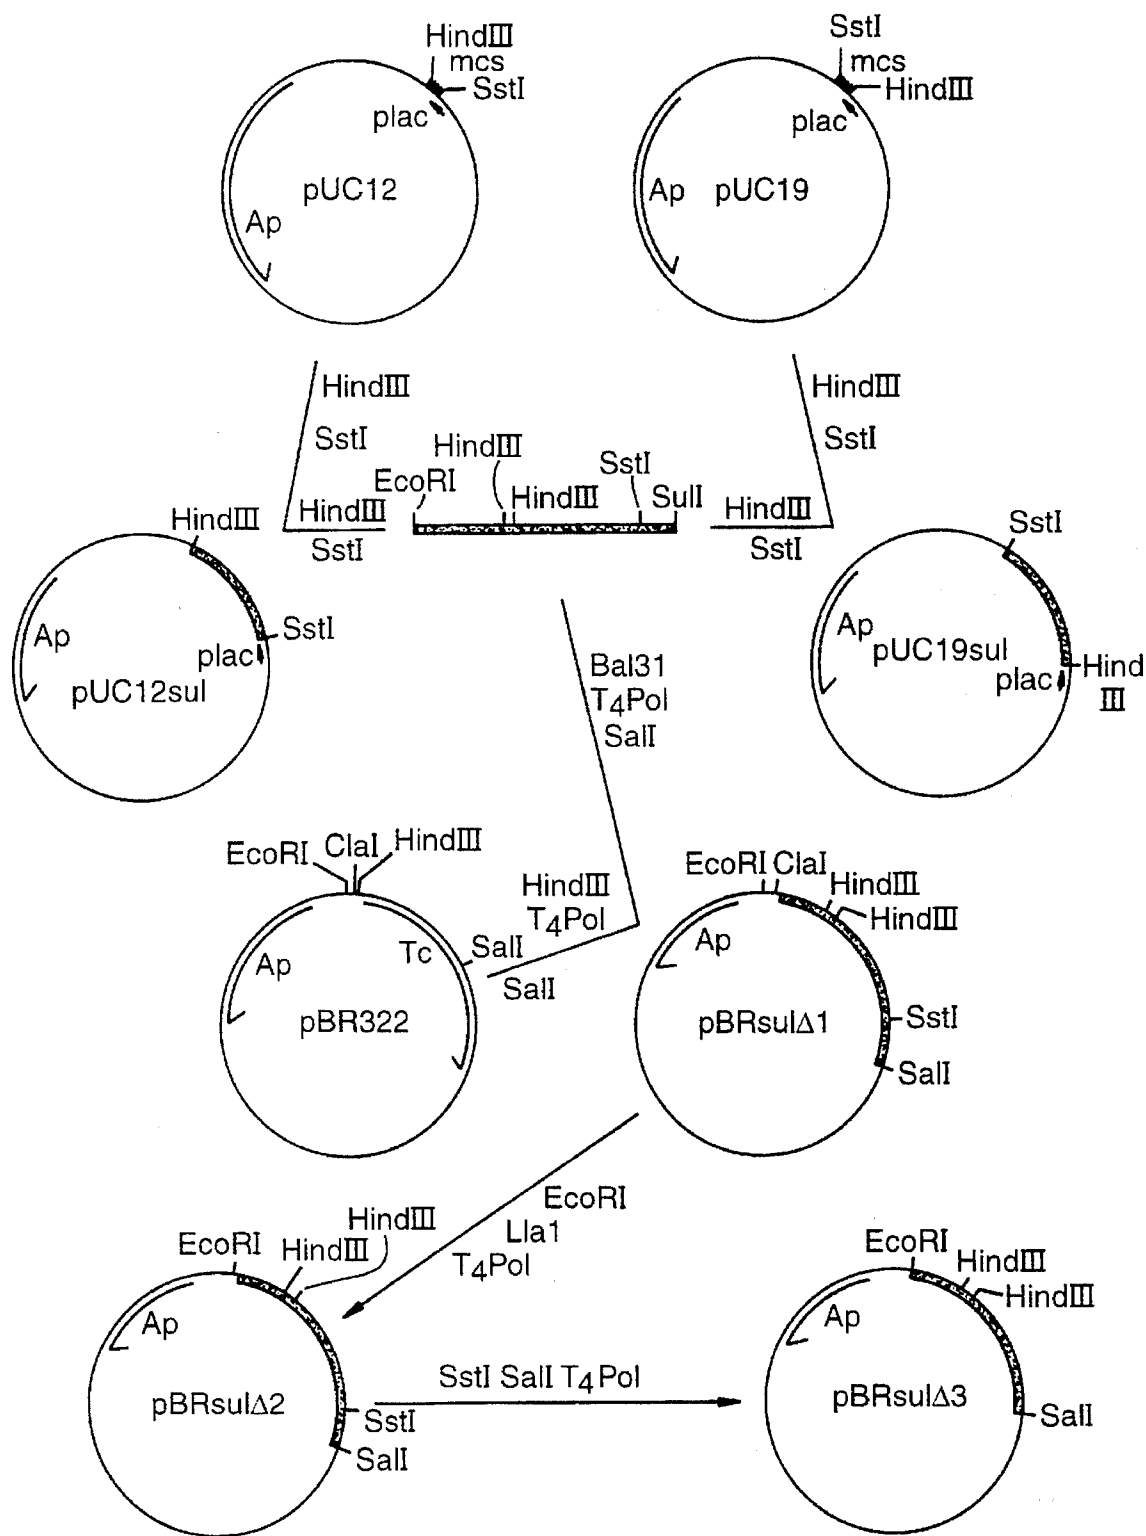 HindⅢ
mcs
SstI
plac
pUC12
Ap
SstI
mcs
HindⅢ
plac
Ap pUC19
HindⅢ
SstI
HindⅢ
SstI
HindⅢ
EcoRI
HindⅢ
SstI
SulI
HindⅢ
SstI
HindⅢ
SstI
HindⅢ
SstI
Ap
plac
pUC12sul
SstI
Ap
pUC19sul
plac
Hind
Ⅲ
Bal31
T4Pol
SalI
EcoRI
ClaI
HindⅢ
SalI
Tc
Ap
pBR322
HindⅢ
T4Pol
SalI
EcoRI
ClaI
HindⅢ
HindⅢ
Ap
pBRsulΔ1
SstI
SalI
EcoRI
Lla1
T4Pol
EcoRI
HindⅢ
HindⅢ
Ap
pBRsulΔ2
SstI
SalI
SstI SalI T4Pol
EcoRI
HindⅢ
HindⅢ
Ap
pBRsulΔ3
SalI